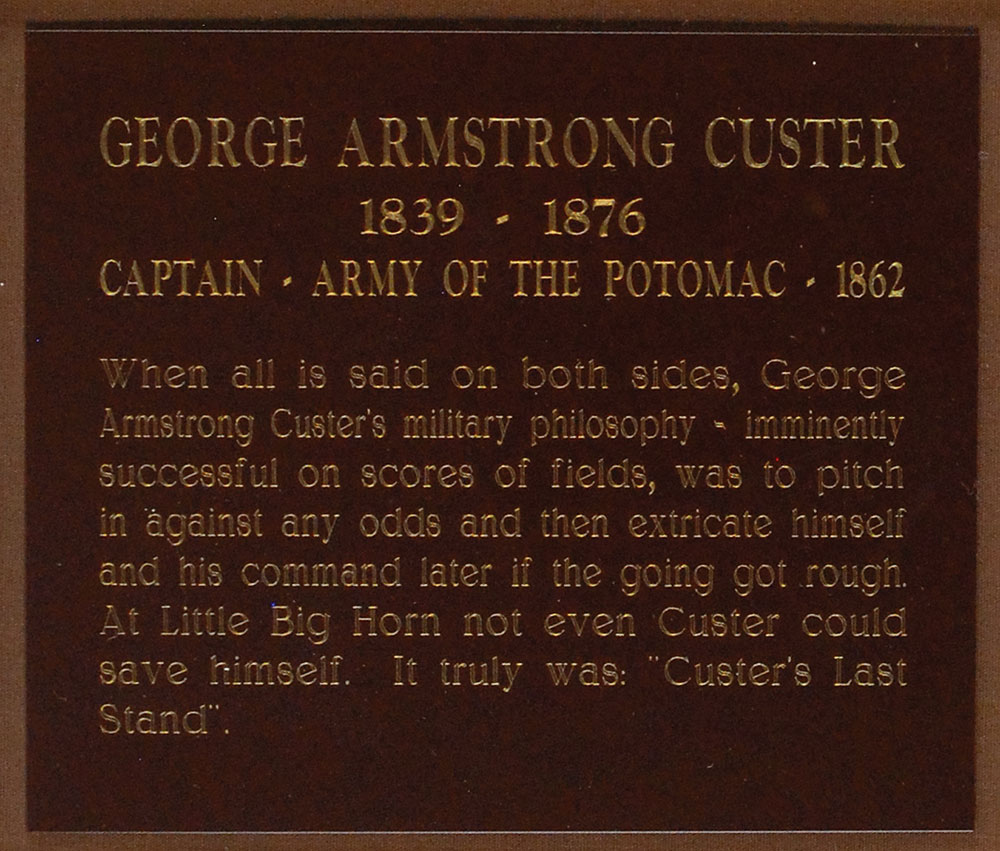 GEORGE ARMSTRONG CUSTER
1839 - 1876
CAPTAIN - ARMY OF THE POTOMAC - 1862
When all is said on both sides, George
Armstrong Custer's military philosophy - imminently
successful on scores of fields, was to pitch
in against any odds and then extricate himself
and his command later if the going got rough.
At Little Big Horn not even Custer could
save himself. It truly was: "Custer's Last
Stand".